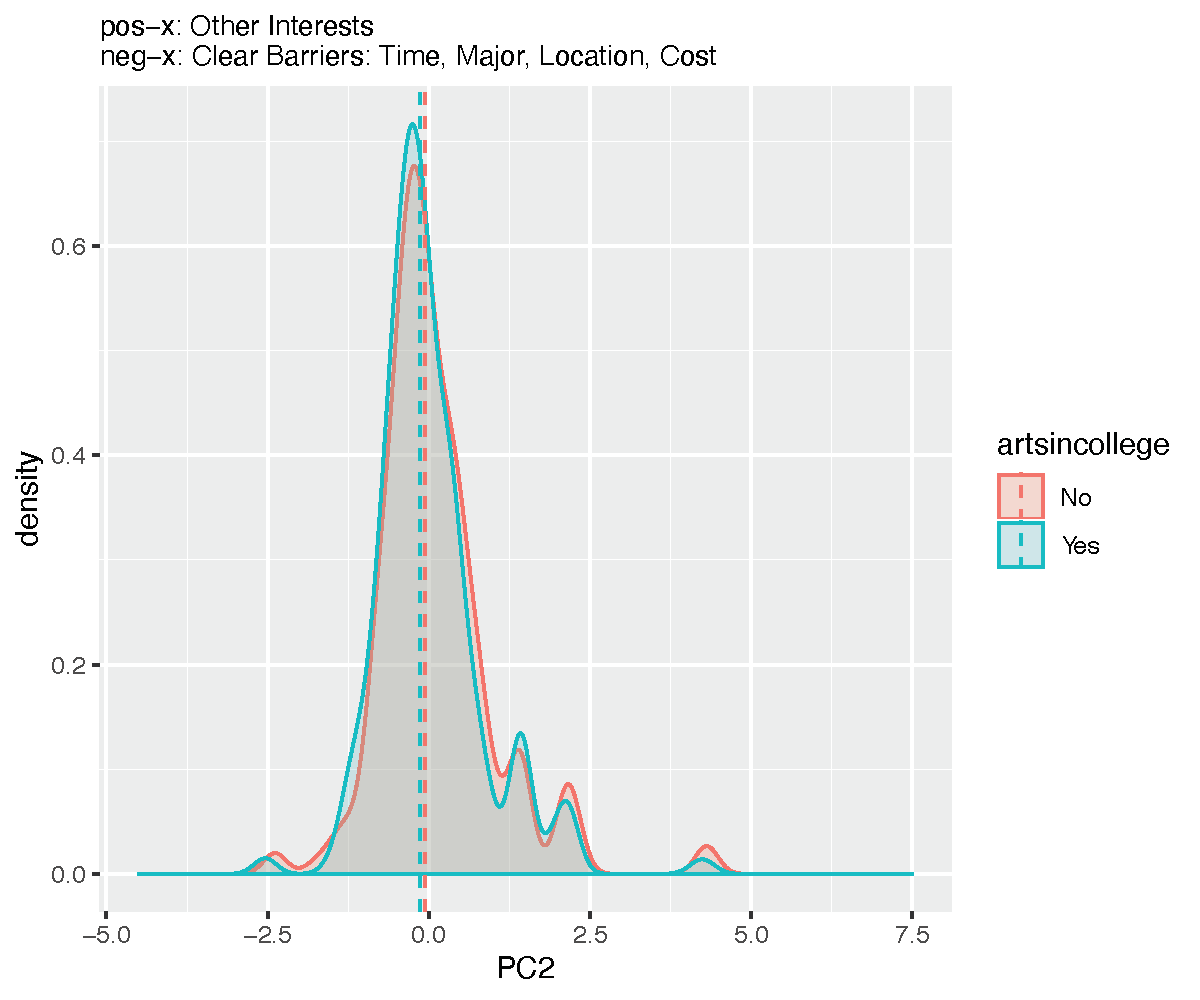 pos−x: Other Interests
neg−x: Clear Barriers: Time, Major, Location, Cost
density
0.6
0.4
0.2
0.0
−5.0 −2.5 0.0 2.5 5.0 7.5
PC2
artsincollege
No
Yes